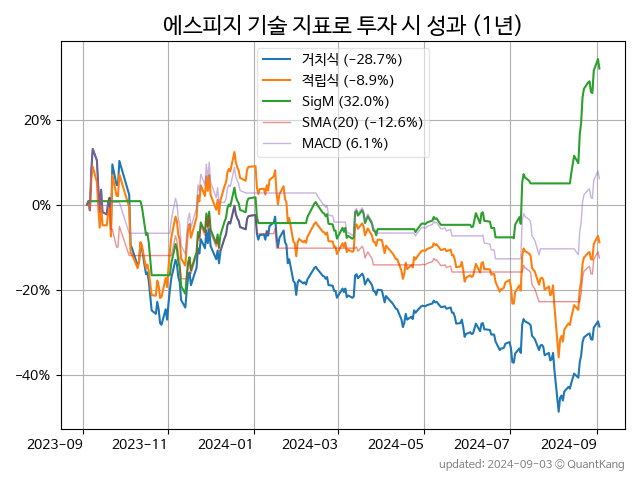 에스피지 기술 지표로 투자 시 성과 (1년)
거치식 (-28.7%)
적립식 (-8.9%)
SigM (32.0%)
SMA(20) (-12.6%)
MACD (6.1%)
20%
0%
-20%
-40%
2023-09 2023-11 2024-01 2024-03 2024-05 2024-07 2024-09
updated: 2024-09-03 © QuantKang